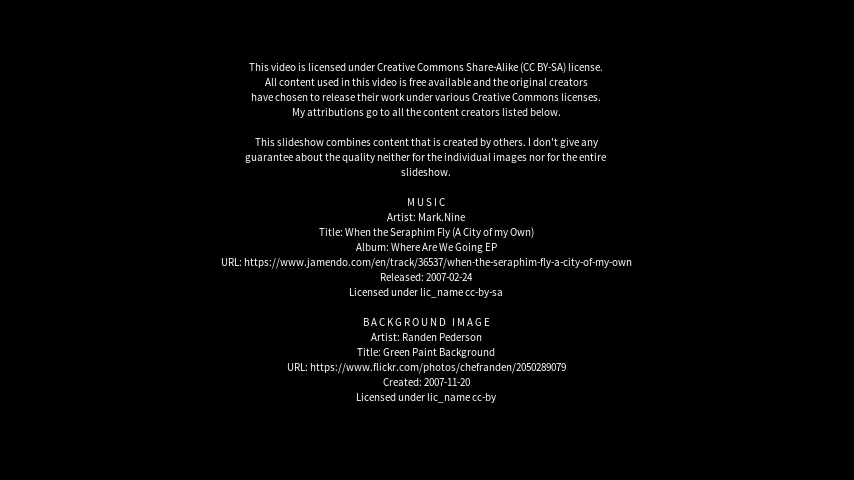 This video is licensed under Creative Commons Share-Alike (CC BY-SA) license.
All content used in this video is free available and the original creators
have chosen to release their work under various Creative Commons licenses.
My attributions go to all the content creators listed below.
This slideshow combines content that is created by others. I don't give any
guarantee about the quality neither for the individual images nor for the entire
slideshow.
MUSIC
Artist: Mark.Nine
Title: When the Seraphim Fly (A City of my Own)
Album: Where Are We Going EP
URL: https://www.jamendo.com/en/track/36537/when-the-seraphim-fly-a-city-of-my-own
Released: 2007-02-24
Licensed under lic_name cc-by-sa
BACKGROUND IMAGE
Artist: Randen Pederson
Title: Green Paint Background
URL: https://www.flickr.com/photos/chefranden/2050289079
Created: 2007-11-20
Licensed under lic_name cc-by